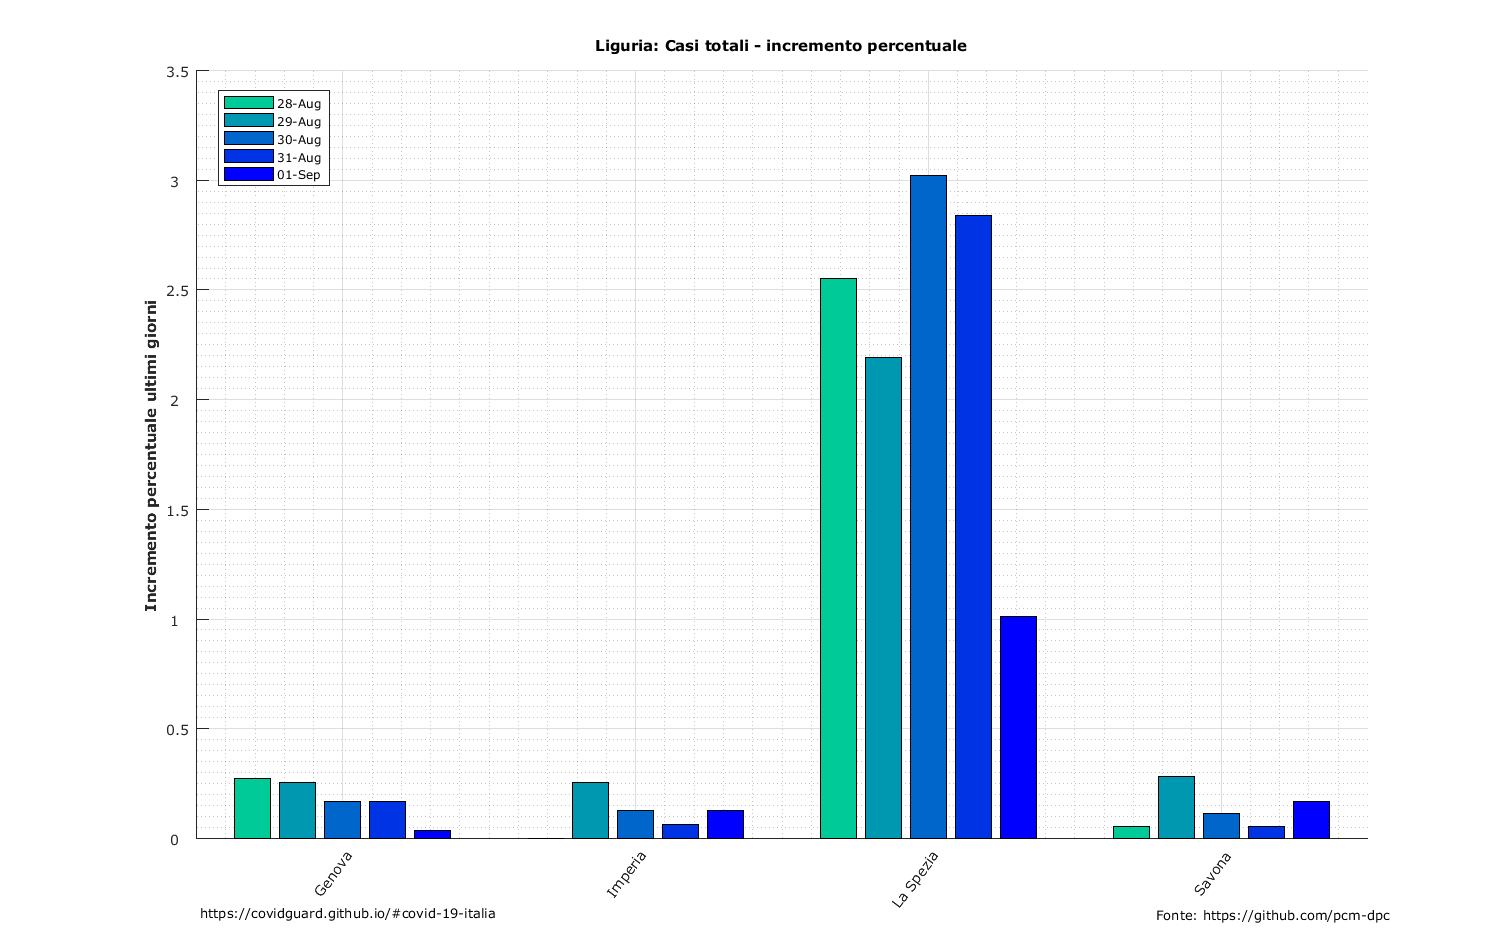 Liguria: Casi totali - incremento percentuale
3.5
3
2.5
2
1.5
1
0.5
0
Incremento percentuale ultimi giorni
28-Aug
29-Aug
30-Aug
31-Aug
01-Sep
Genova
Imperia
La Spezia
Savona
https://covidguard.github.io/#covid-19-italia
Fonte: https://github.com/pcm-dpc